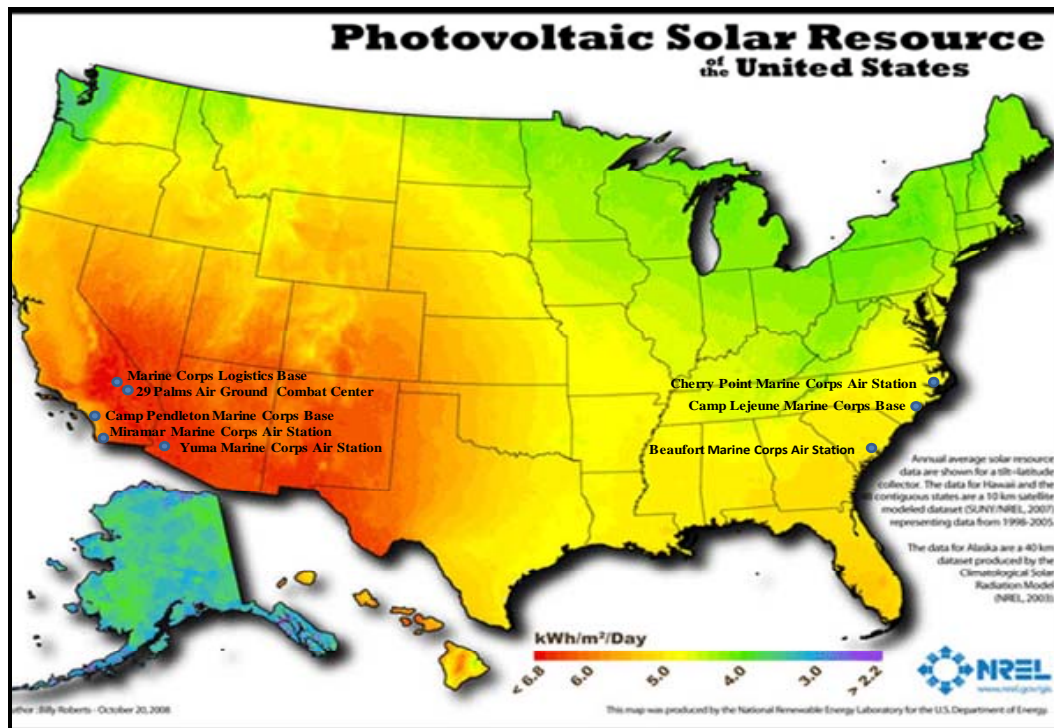 Photovoltaic Solar Resource
of the United States
Marine Corps Logistics Base
29 Palms Air Ground Combat Center
Camp Pendleton Marine Corps Base
Miramar Marine Corps Air Station
Yuma Marine Corps Air Station
Cherry Point Marine Corps Air Station
Camp Lejeune Marine Corps Base
Beaufort Marine Corps Air Station
Annual average solar resource
data are shown for a tilt=latitude
collector. The data for Hawaii and the
contiguous states are a 10 km satellite
modeled dataset (SUNY/NREL, 2007)
representing data from 1998-2005.
The data for Alaska are a 40 km
dataset produced by the
Climatological Solar
Radiation Model
(NREL, 2003).
kWh/m²/Day
< 6.8 6.0 5.0 4.0 3.0 > 2.2
NREL
www.nrel.gov/gis
: Billy Roberts - October 20, 2008
This map was produced by the National Renewable Energy Laboratory for the U.S. Department of Energy.